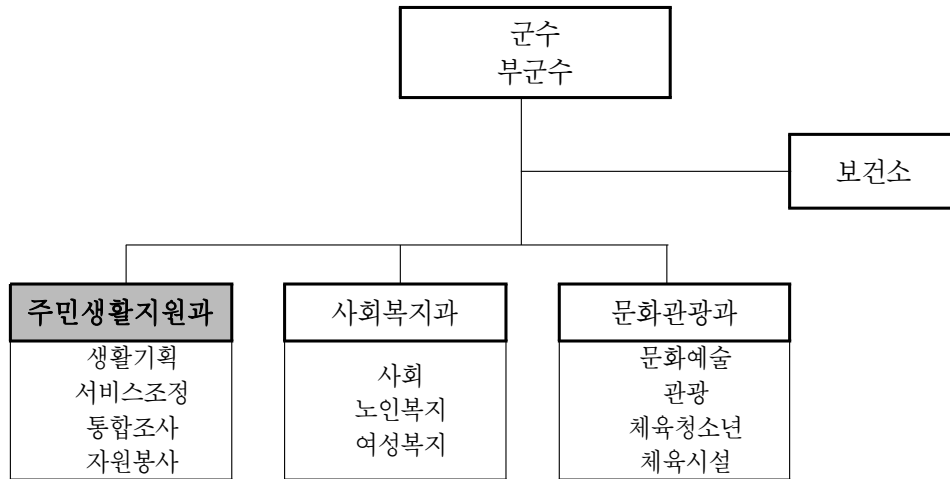 군수
부군수
보건소
주민생활지원과
생활기획
서비스조정
통합조사
자원봉사
사회복지과
사회
노인복지
여성복지
문화관광과
문화예술
관광
체육청소년
체육시설